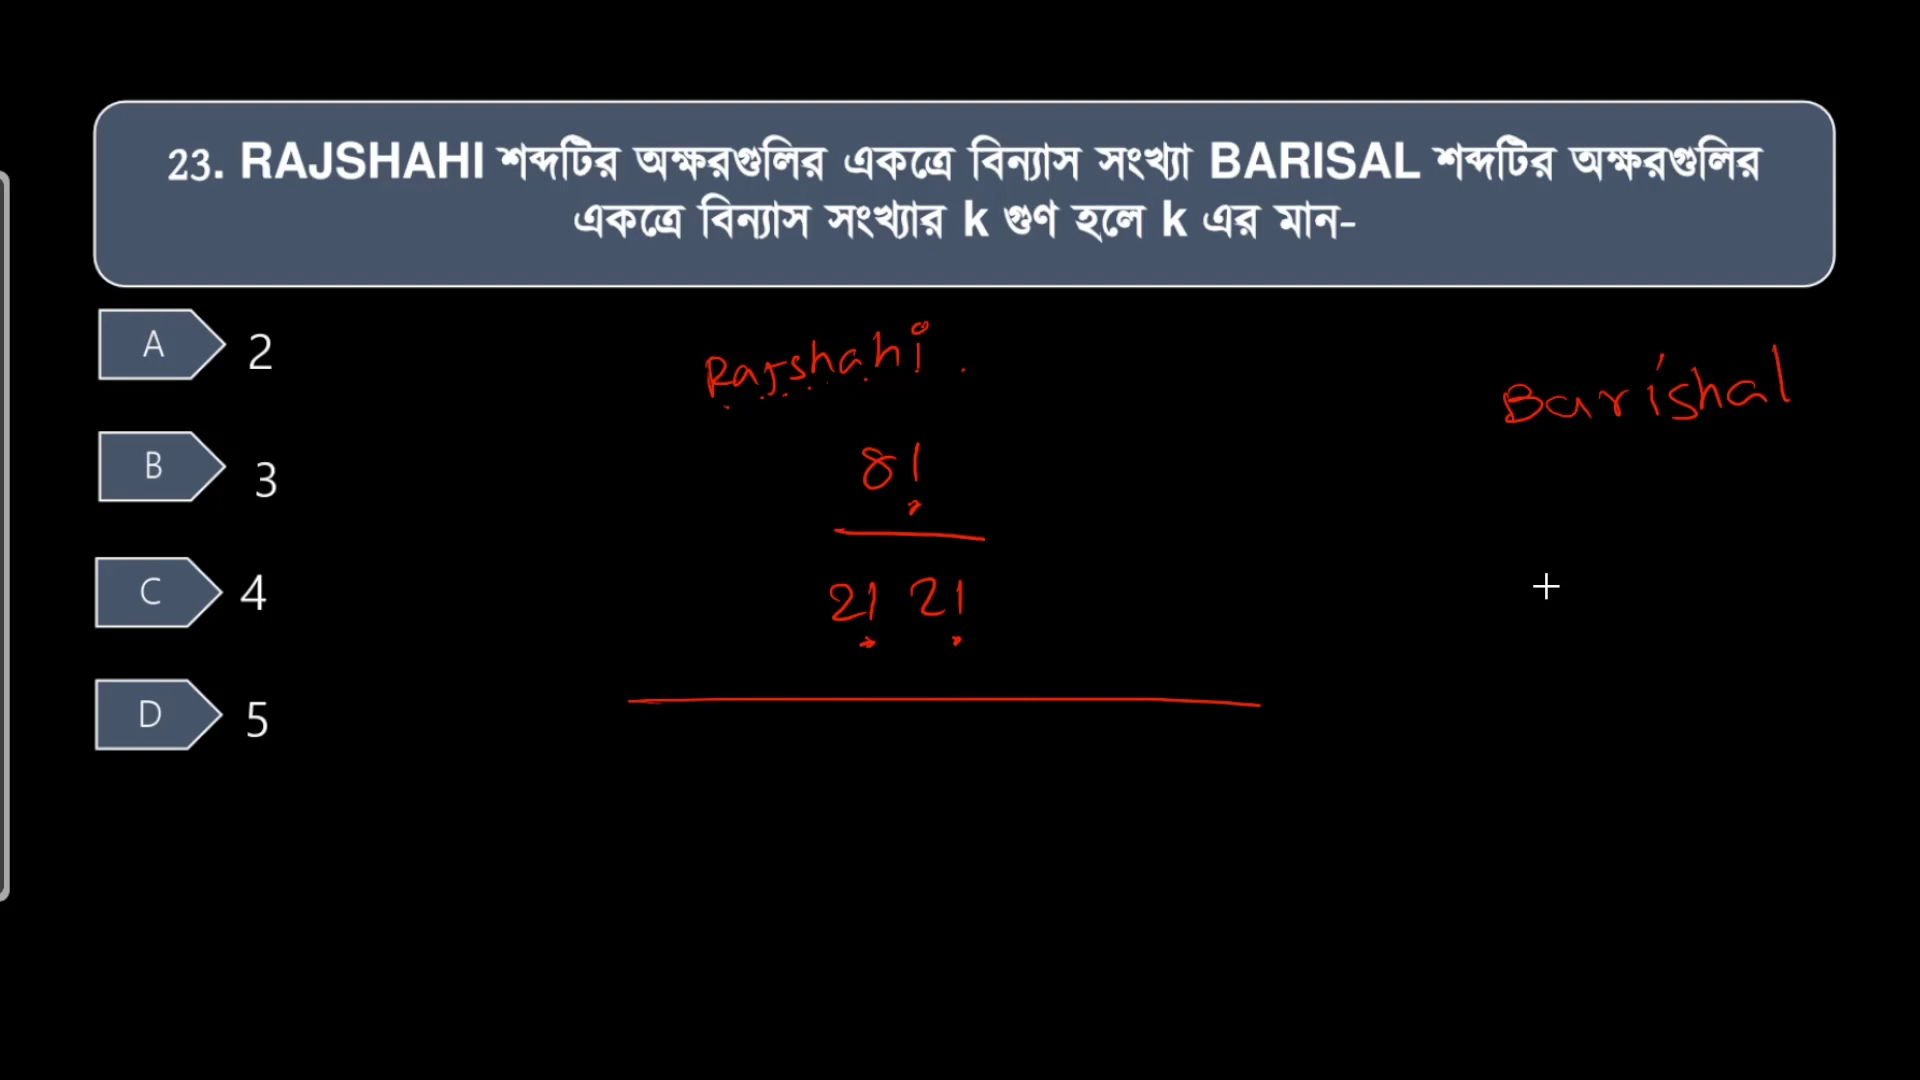 23. RAJSHAHI শব্দটির অক্ষরগুলির একত্রে বিন্যাস সংখ্যা BARISAL শব্দটির অক্ষরগুলির
একত্রে বিন্যাস সংখ্যার k গুণ হলে k এর মান-
A 2
B 3
C 4
D 5
Rajshahi .
Barishal
8!
2! 2!